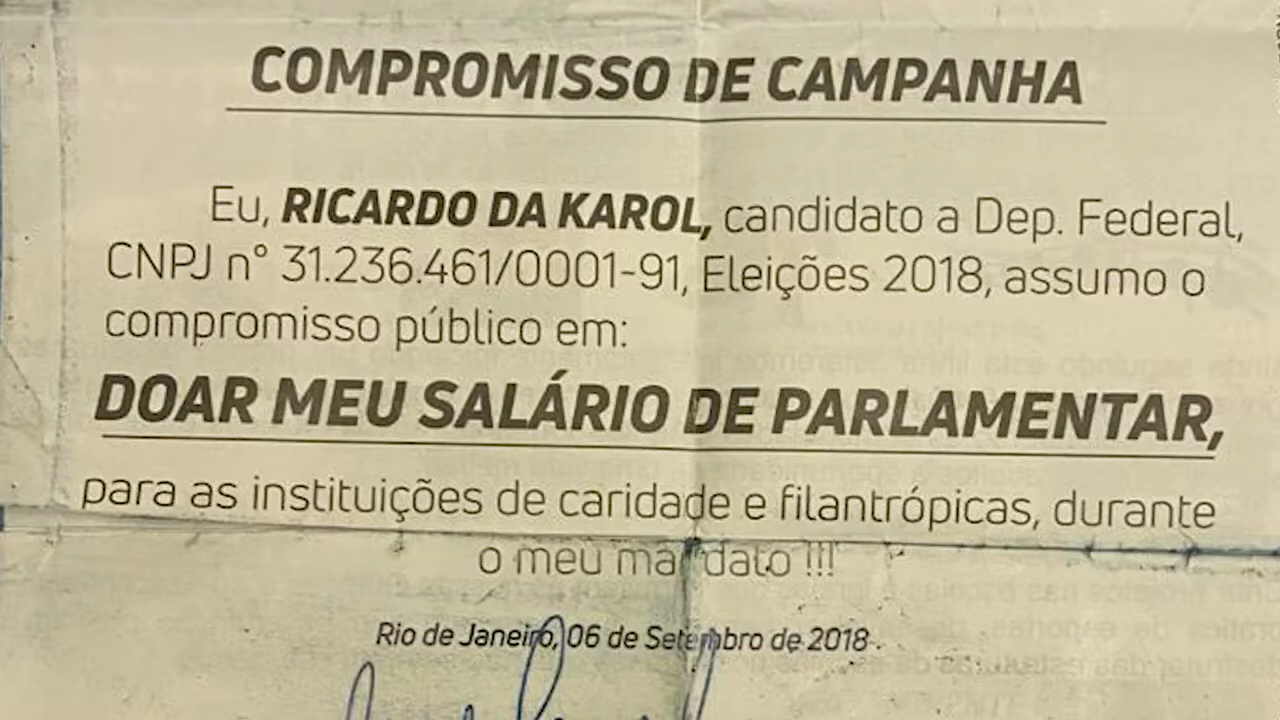 COMPROMISSO DE CAMPANHA
Eu, RICARDO DA KAROL, candidato a Dep. Federal,
CNPJ n° 31.236.461/0001-91, Eleições 2018, assumo o
compromisso público em:
DOAR MEU SALÁRIO DE PARLAMENTAR,
para as instituições de caridade e filantrópicas, durante
o meu mandato !!!
Rio de Janeiro, 06 de Setembro de 2018